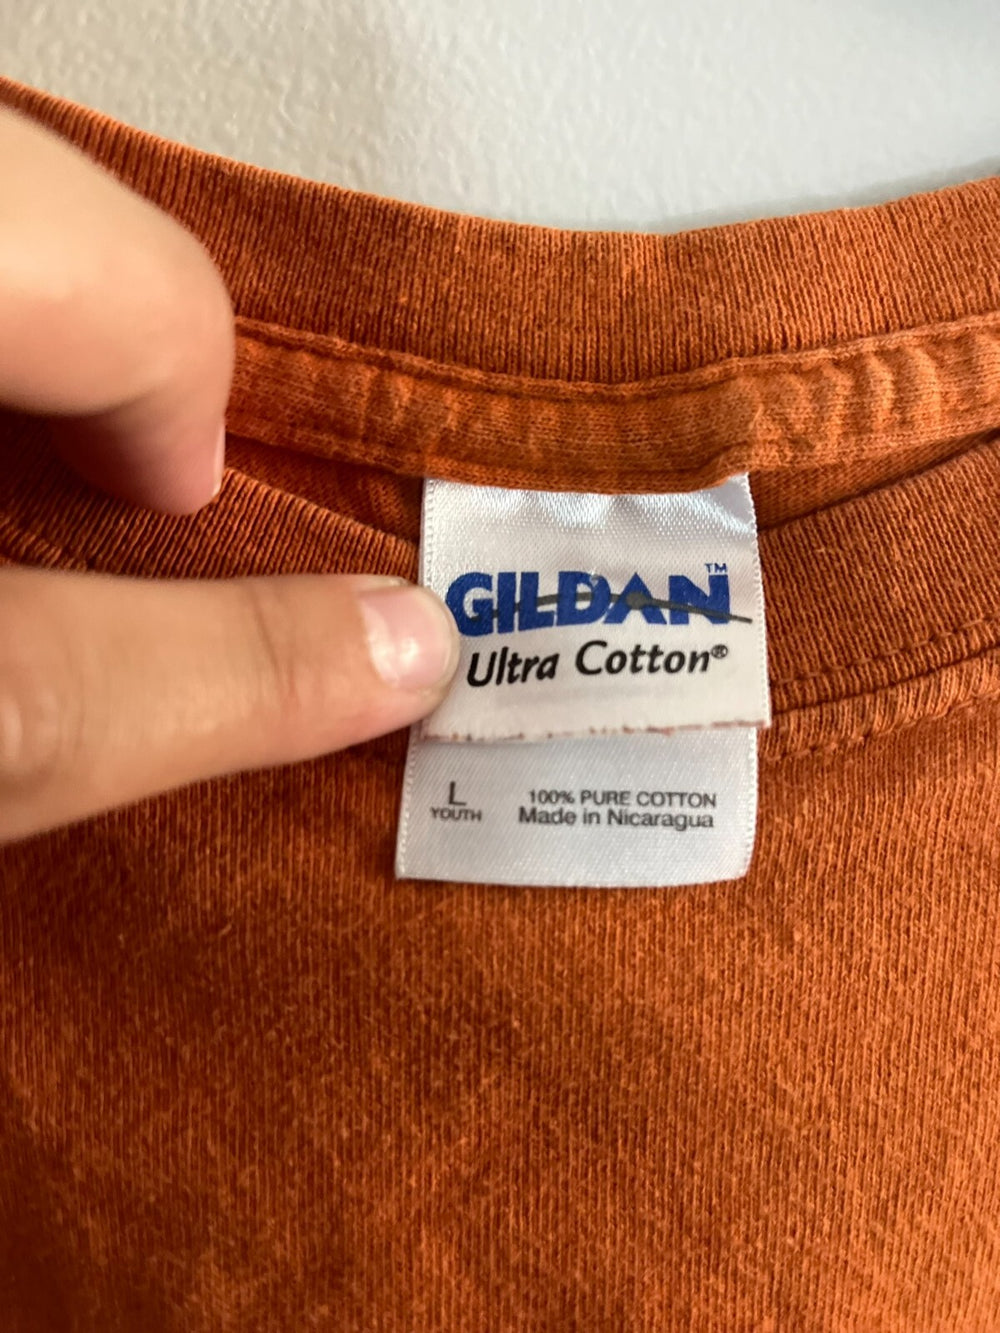 GILDAN™
Ultra Cotton®
L
YOUTH
100% PURE COTTON
Made in Nicaragua